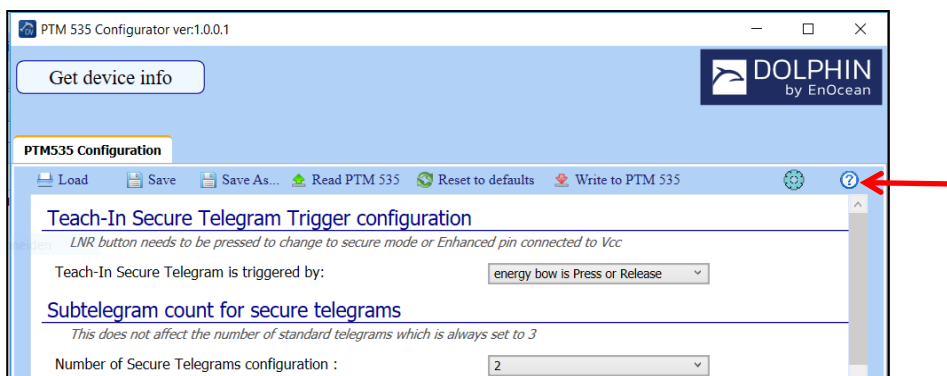 PTM 535 Configurator ver:1.0.0.1
Get device info
DOLPHIN
by EnOcean
PTM535 Configuration
Load Save Save As... Read PTM 535 Reset to defaults Write to PTM 535
Teach-In Secure Telegram Trigger configuration
LNR button needs to be pressed to change to secure mode or Enhanced pin connected to Vcc
Teach-In Secure Telegram is triggered by: energy bow is Press or Release
Subtelegram count for secure telegrams
This does not affect the number of standard telegrams which is always set to 3
Number of Secure Telegrams configuration : 2